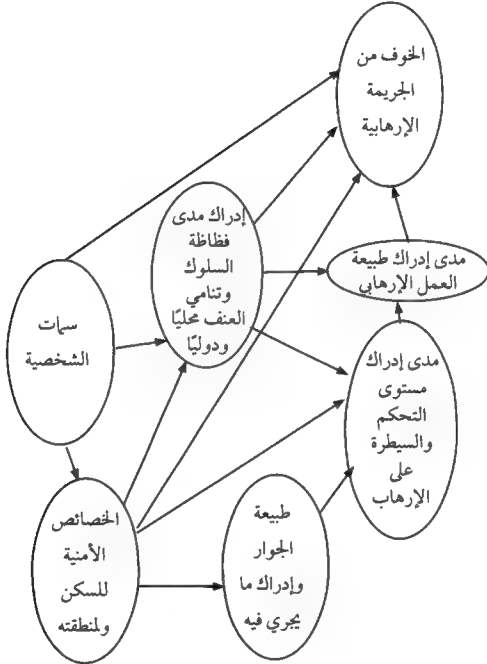 الخوف من
الجريمة
الإرهابية
إدراك مدى
فظاظة
السلوك
وتنامي
العنف محليًا
ودوليًا
مدى إدراك طبيعة
العمل الإرهابي
سمات
الشخصية
مدى إدراك
مستوى
التحكم
والسيطرة
على
الإرهاب
الخصائص
الأمنية
للسكن
ولمنطقته
طبيعة
الجوار
وإدراك ما
يجري فيه